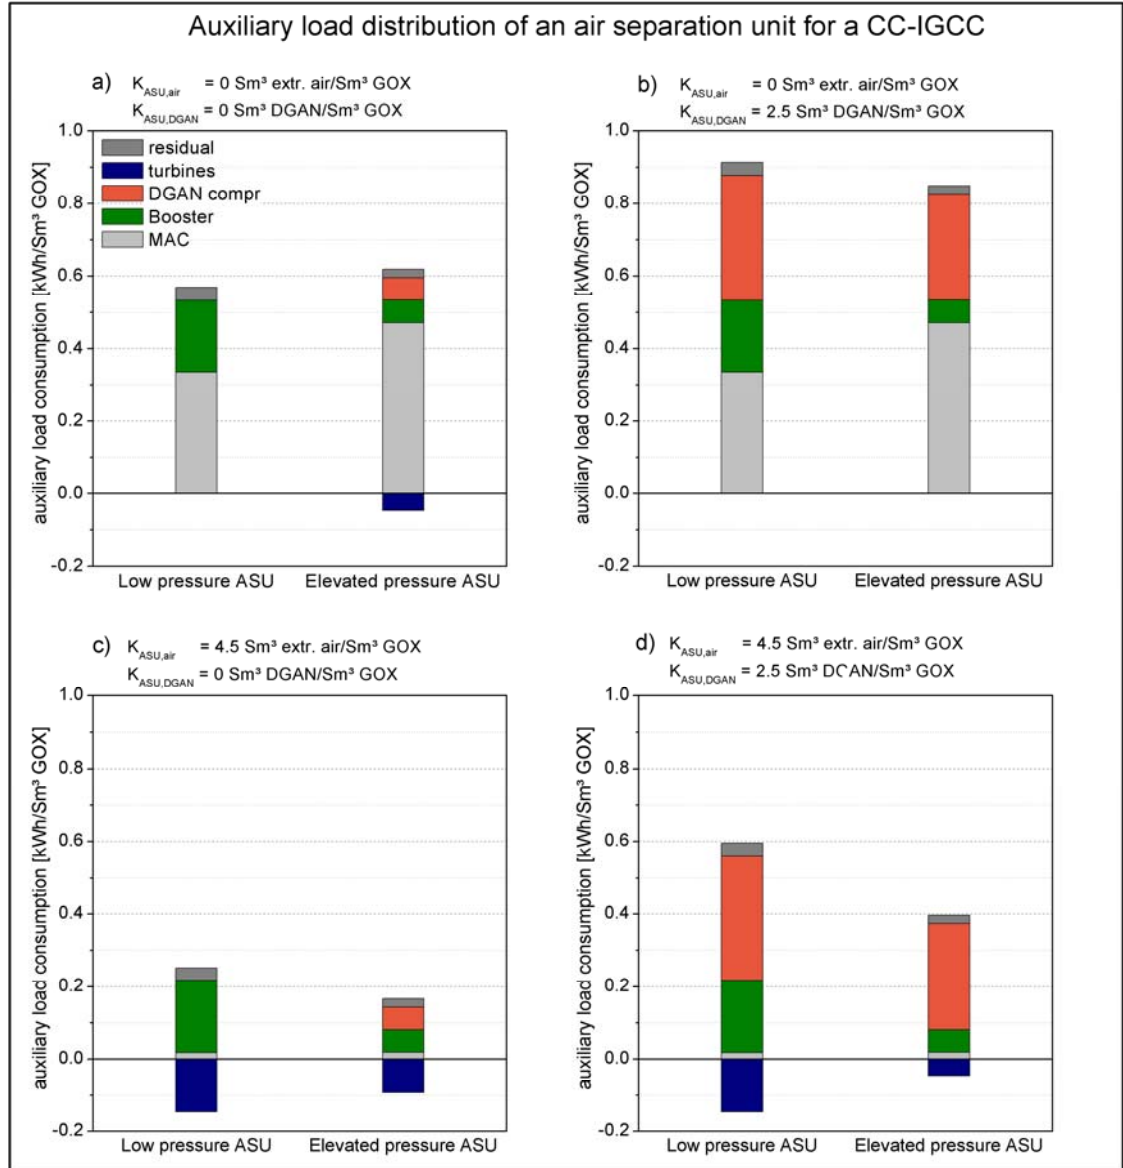 Auxiliary load distribution of an air separation unit for a CC-IGCC
a) K_ASU,air = 0 Sm³ extr. air/Sm³ GOX
K_ASU,DGAN = 0 Sm³ DGAN/Sm³ GOX
auxiliary load consumption [kWh/Sm³ GOX]
1.0
0.8
0.6
0.4
0.2
0.0
-0.2
residual
turbines
DGAN compr
Booster
MAC
Low pressure ASU Elevated pressure ASU
b) K_ASU,air = 0 Sm³ extr. air/Sm³ GOX
K_ASU,DGAN = 2.5 Sm³ DGAN/Sm³ GOX
auxiliary load consumption [kWh/Sm³ GOX]
1.0
0.8
0.6
0.4
0.2
0.0
-0.2
Low pressure ASU Elevated pressure ASU
c) K_ASU,air = 4.5 Sm³ extr. air/Sm³ GOX
K_ASU,DGAN = 0 Sm³ DGAN/Sm³ GOX
auxiliary load consumption [kWh/Sm³ GOX]
1.0
0.8
0.6
0.4
0.2
0.0
-0.2
Low pressure ASU Elevated pressure ASU
d) K_ASU,air = 4.5 Sm³ extr. air/Sm³ GOX
K_ASU,DGAN = 2.5 Sm³ DGAN/Sm³ GOX
auxiliary load consumption [kWh/Sm³ GOX]
1.0
0.8
0.6
0.4
0.2
0.0
-0.2
Low pressure ASU Elevated pressure ASU